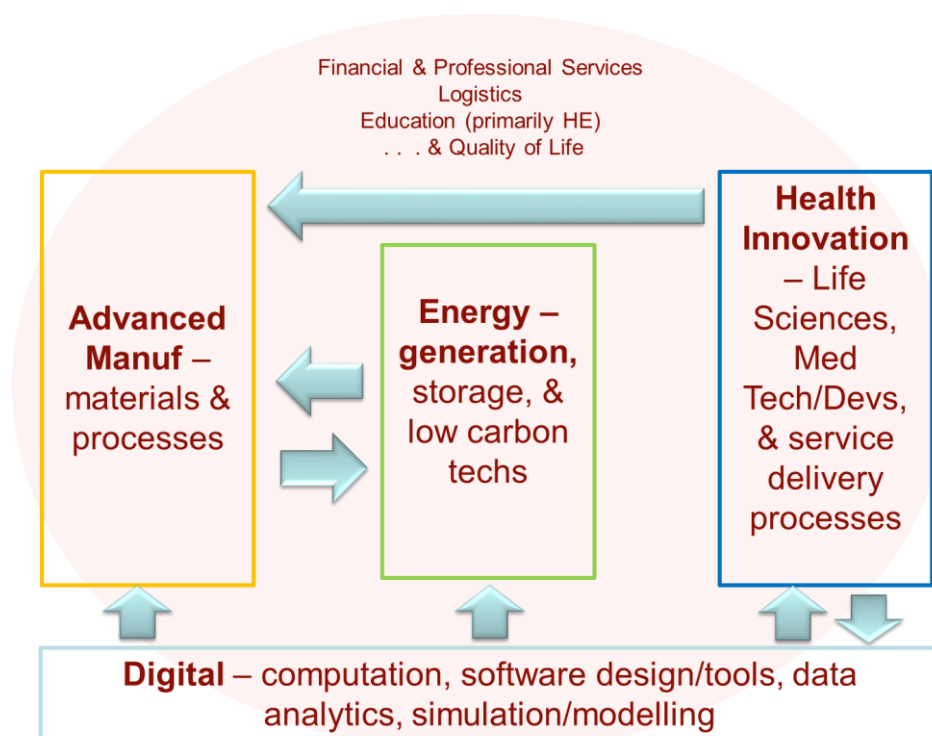 Financial & Professional Services
Logistics
Education (primarily HE)
. . . & Quality of Life
Advanced
Manuf –
materials &
processes
Energy –
generation,
storage, &
low carbon
techs
Health
Innovation
– Life
Sciences,
Med
Tech/Devs,
& service
delivery
processes
Digital – computation, software design/tools, data
analytics, simulation/modelling